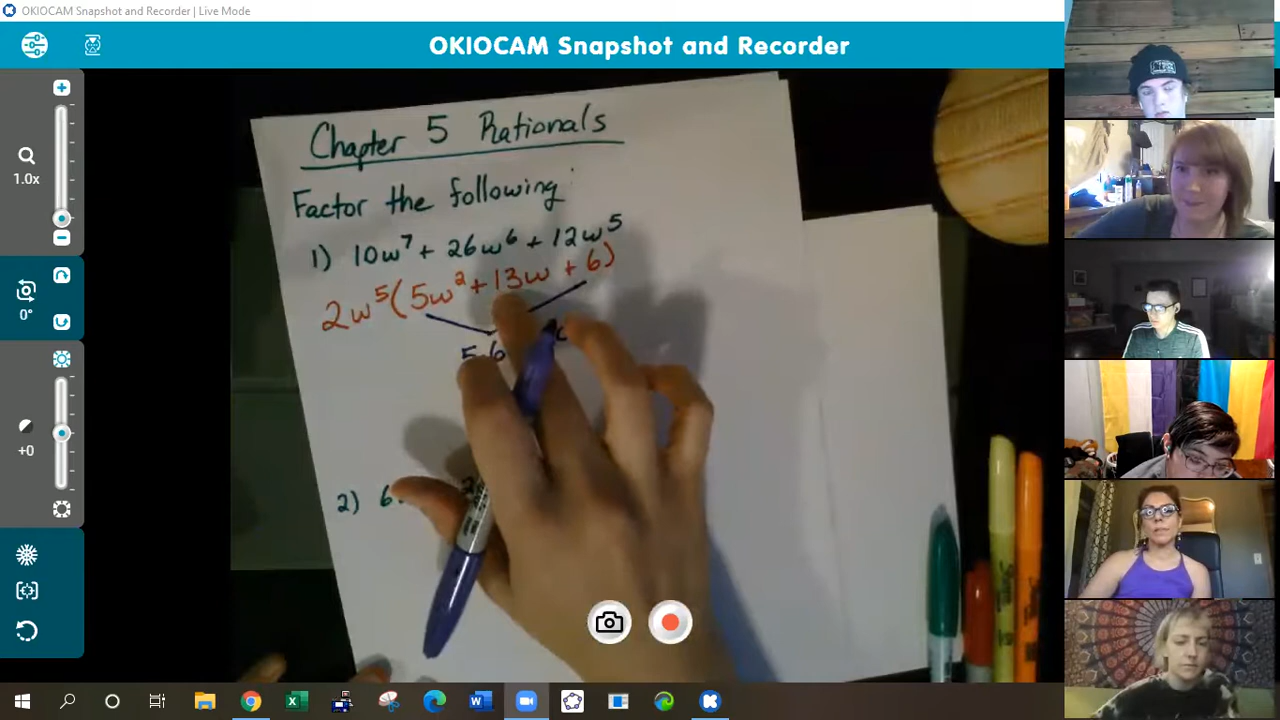 OKIOCAM Snapshot and Recorder | Live Mode
OKIOCAM Snapshot and Recorder
1.0x
0°
+0
Chapter 5 Rationals
Factor the following
1) 10w⁷ + 26w⁶ + 12w⁵
2w⁵(5w² + 13w + 6)
5·6
2) 6